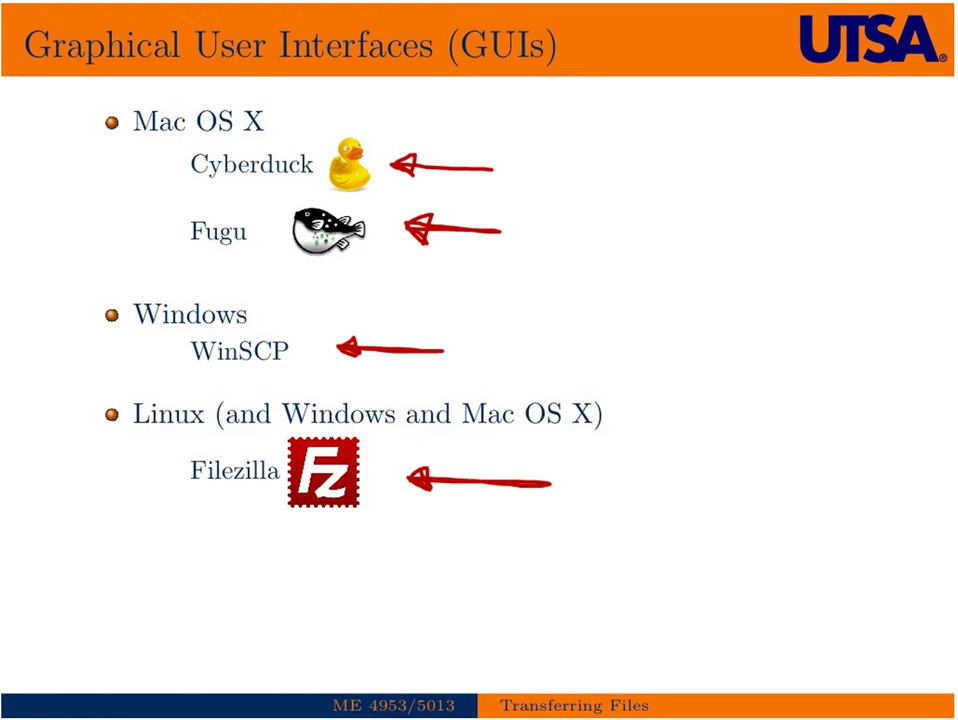 Graphical User Interfaces (GUIs)
UTSA®
Mac OS X
Cyberduck
Fugu
Windows
WinSCP
Linux (and Windows and Mac OS X)
Filezilla
Fz
ME 4953/5013
Transferring Files